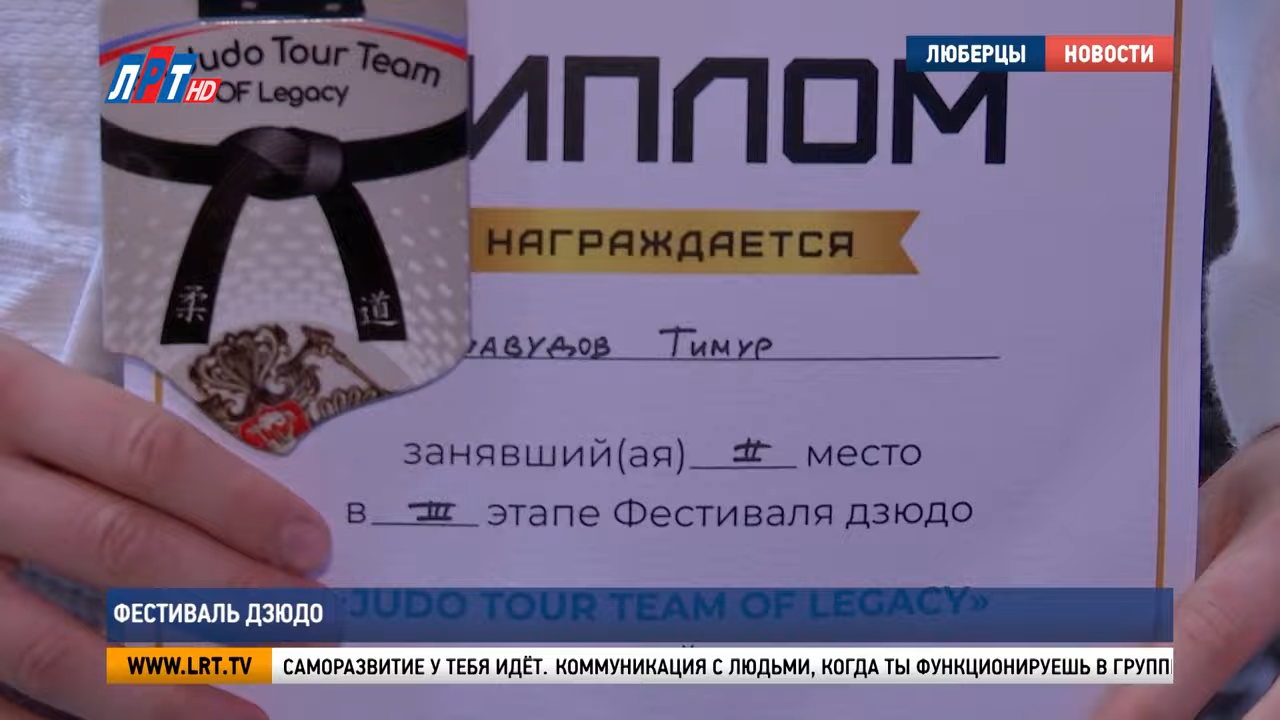 Judo Tour Team
OF Legacy
ЛРТ HD
ЛЮБЕРЦЫ НОВОСТИ
ИПЛОМ
НАГРАЖДАЕТСЯ
柔 道
Тимур
занявший(ая) II место
в III этапе Фестиваля дзюдо
JUDO TOUR TEAM OF LEGACY»
ФЕСТИВАЛЬ ДЗЮДО
WWW.LRT.TV
САМОРАЗВИТИЕ У ТЕБЯ ИДЁТ. КОММУНИКАЦИЯ С ЛЮДЬМИ, КОГДА ТЫ ФУНКЦИОНИРУЕШЬ В ГРУПП